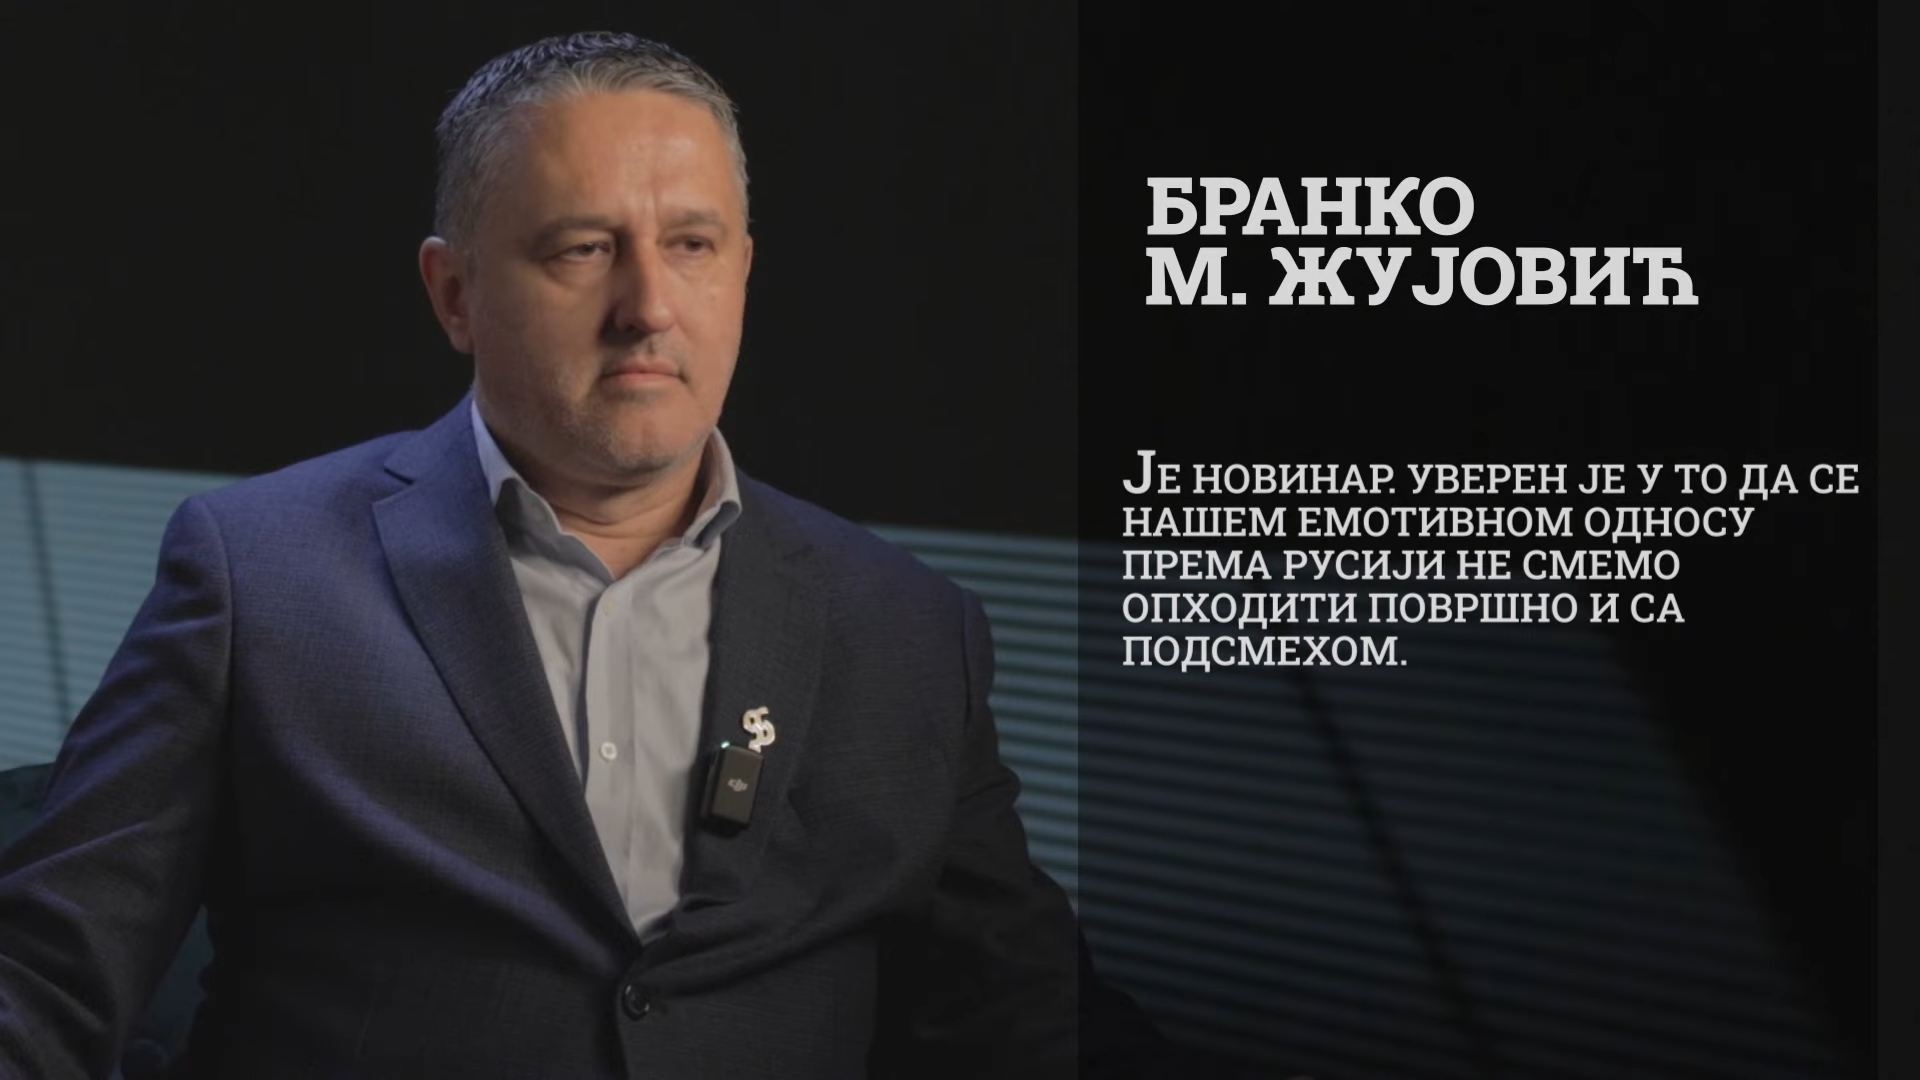 БРАНКО
М. ЖУЈОВИЋ
ЈЕ НОВИНАР. УВЕРЕН ЈЕ У ТО ДА СЕ
НАШЕМ ЕМОТИВНОМ ОДНОСУ
ПРЕМА РУСИЈИ НЕ СМЕМО
ОПХОДИТИ ПОВРШНО И СА
ПОДСМЕХОМ.
dji